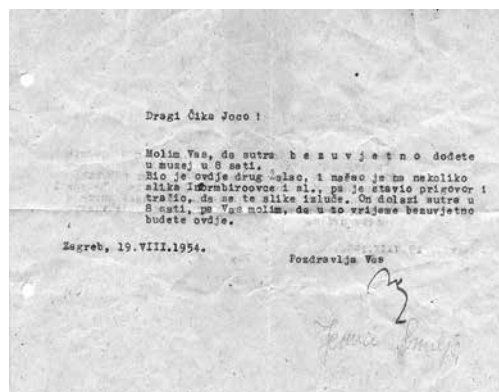 Dragi Čika Joco !
Molim Vas, da sutra b e z u v j e t n o dođete
u muzej u 8 sati.
Bio je ovdje drug Žalac, i našao je na nekoliko
slika Informbiroovce i sl., pa je stavio prigovor i
tražio, da se te slike izluče. On dolazi sutra u
8 sati, pa Vas molim, da u to vrijeme bezuvjetno
budete ovdje.
Zagreb, 19.VIII.1954.
Pozdravlja Vas